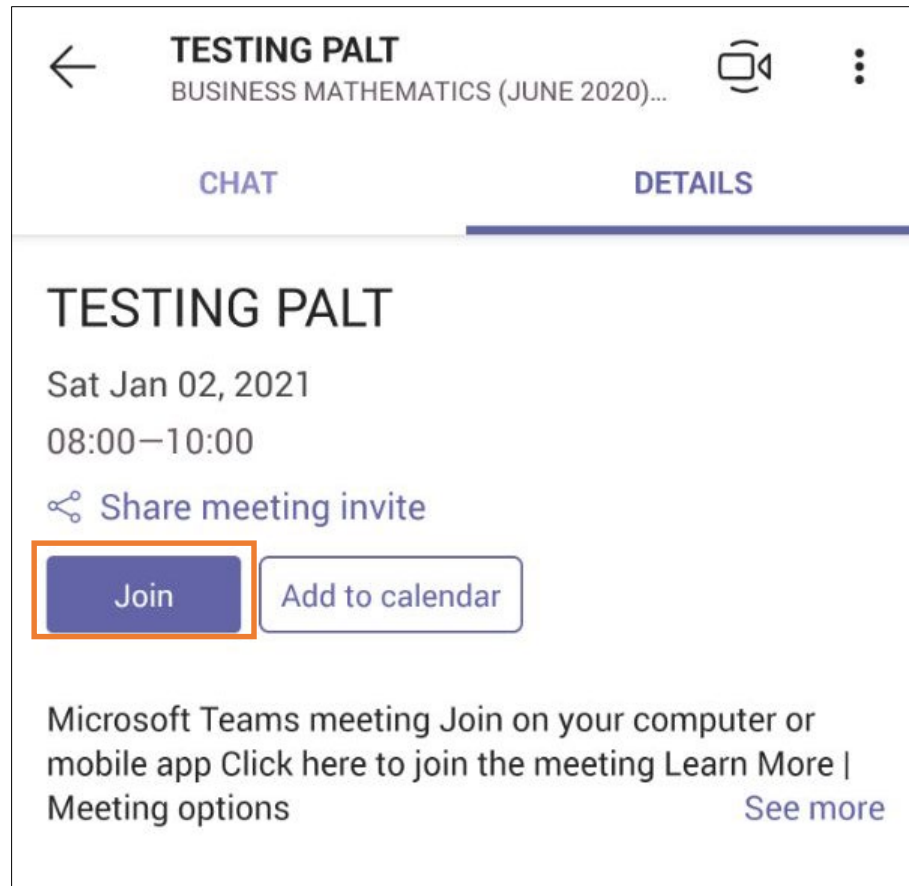 TESTING PALT
BUSINESS MATHEMATICS (JUNE 2020)...
CHAT
DETAILS
TESTING PALT
Sat Jan 02, 2021
08:00—10:00
Share meeting invite
Join
Add to calendar
Microsoft Teams meeting Join on your computer or
mobile app Click here to join the meeting Learn More |
Meeting options
See more